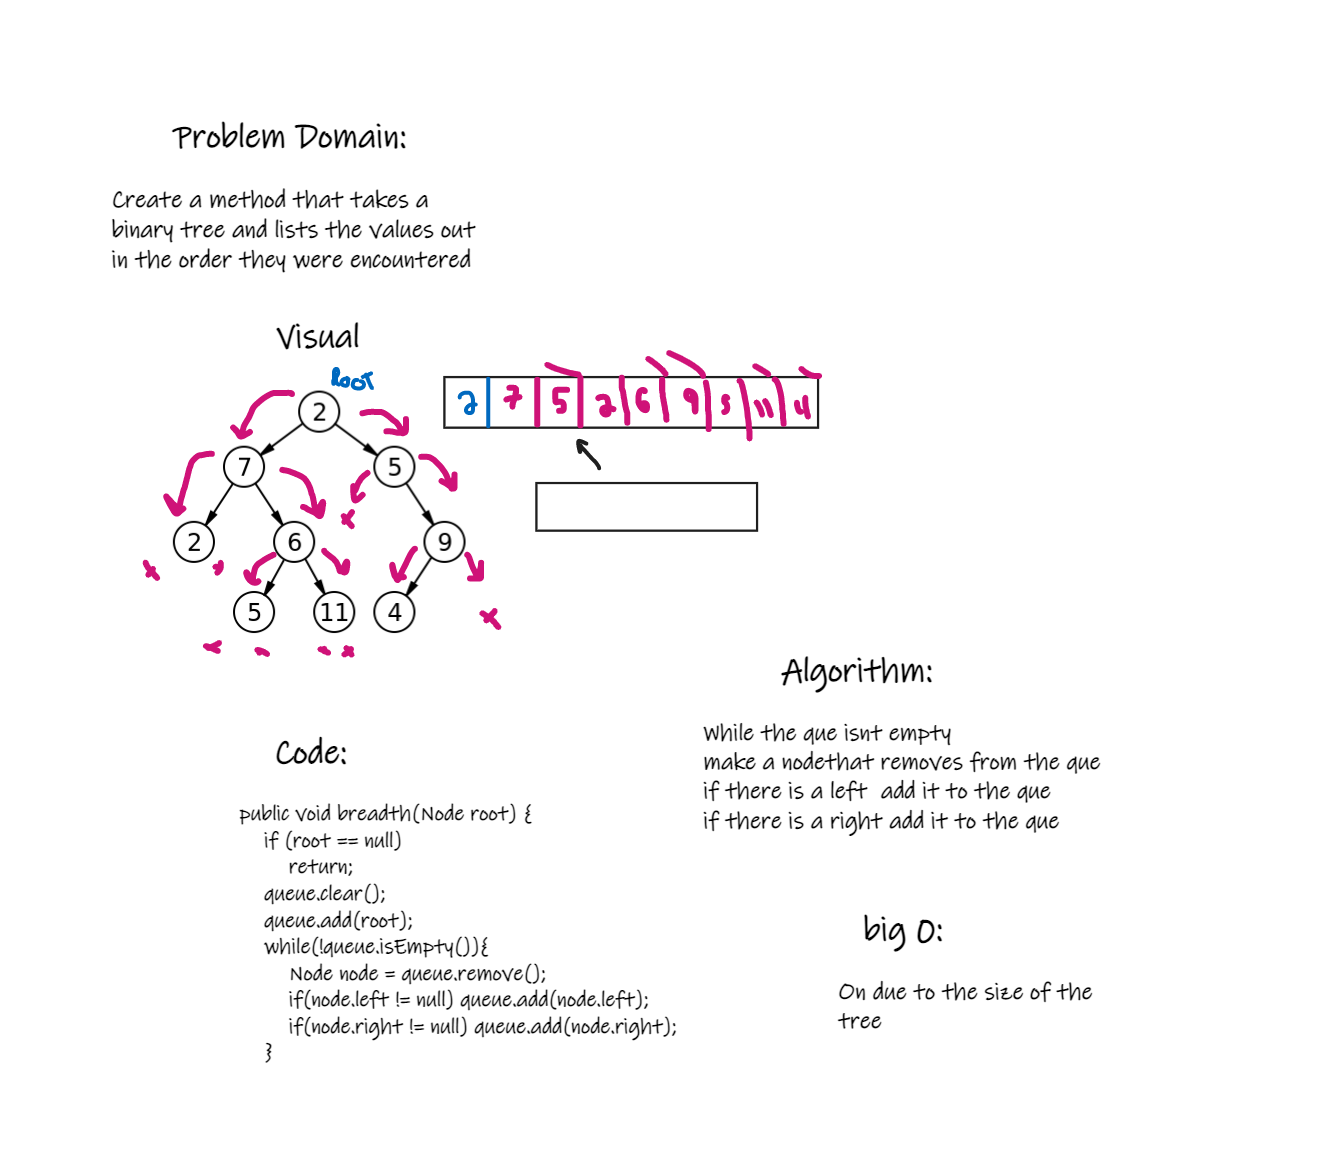 Problem Domain:
Create a method that takes a
binary tree and lists the values out
in the order they were encountered
Visual
ROOT
2
7
5
2
6
9
5
11
4
2 7 5 2 6 9 5 11 4
Code:
public void breadth(Node root) {
if (root == null)
return;
queue.clear();
queue.add(root);
while(!queue.isEmpty()){
Node node = queue.remove();
if(node.left != null) queue.add(node.left);
if(node.right != null) queue.add(node.right);
}
Algorithm:
While the que isnt empty
make a nodethat removes from the que
if there is a left add it to the que
if there is a right add it to the que
big O:
On due to the size of the
tree